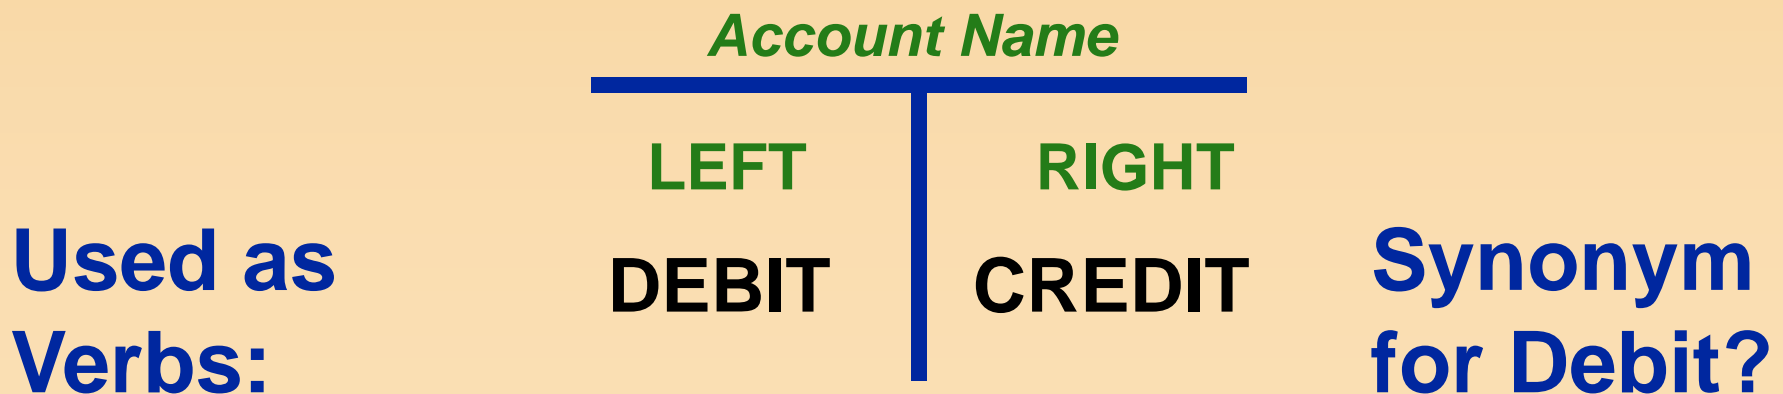 Account Name
LEFT RIGHT
Used as
Verbs:
DEBIT CREDIT
Synonym
for Debit?